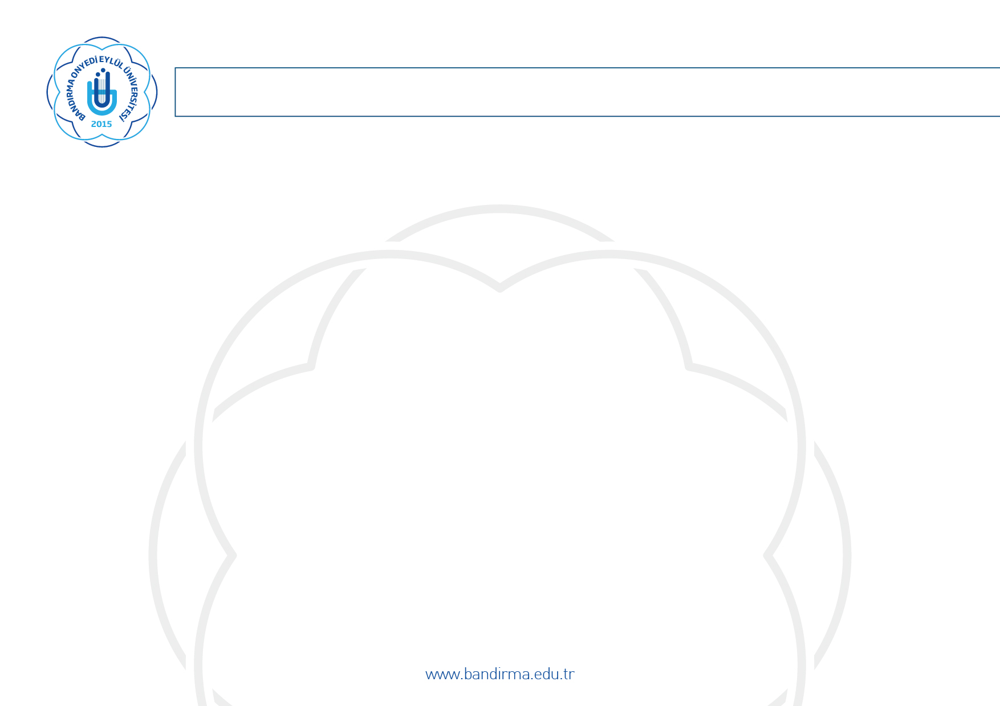 BANDIRMA ONYEDİ EYLÜL ÜNİVERSİTESİ
2015
www.bandirma.edu.tr